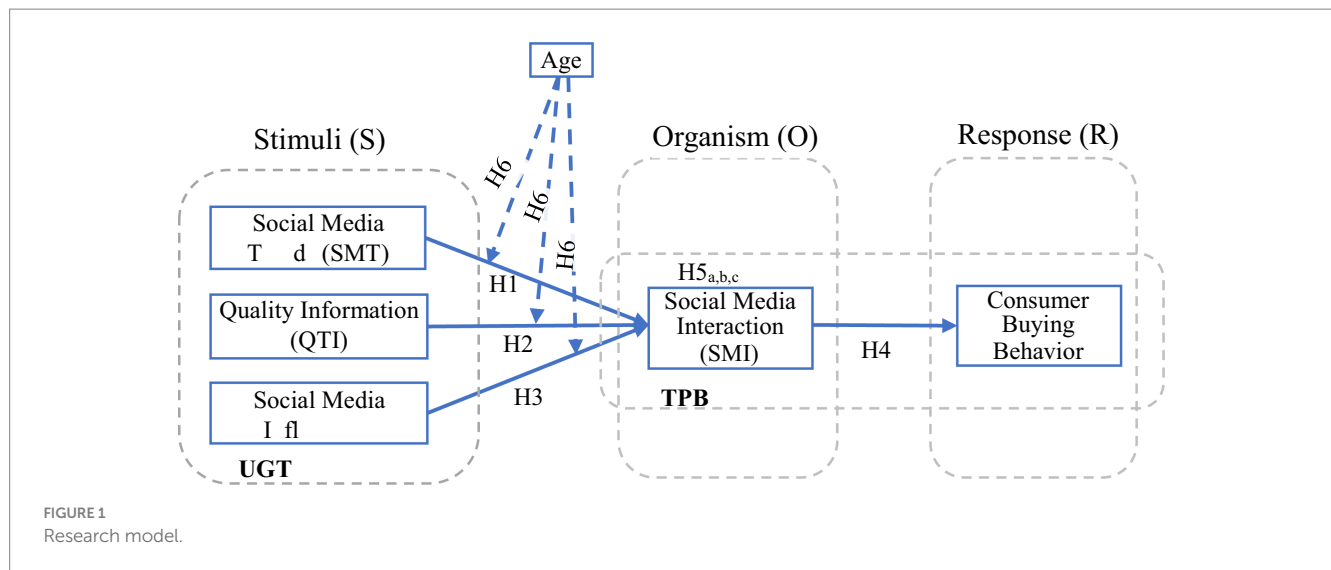 Age
Stimuli (S)
Organism (O)
Response (R)
H6
H6
H6
Social Media
T d (SMT)
H1
Quality Information
(QTI)
H2
Social Media
I fl
H3
UGT
H5a,b,c
Social Media
Interaction
(SMI)
TPB
H4
Consumer
Buying
Behavior
FIGURE 1
Research model.